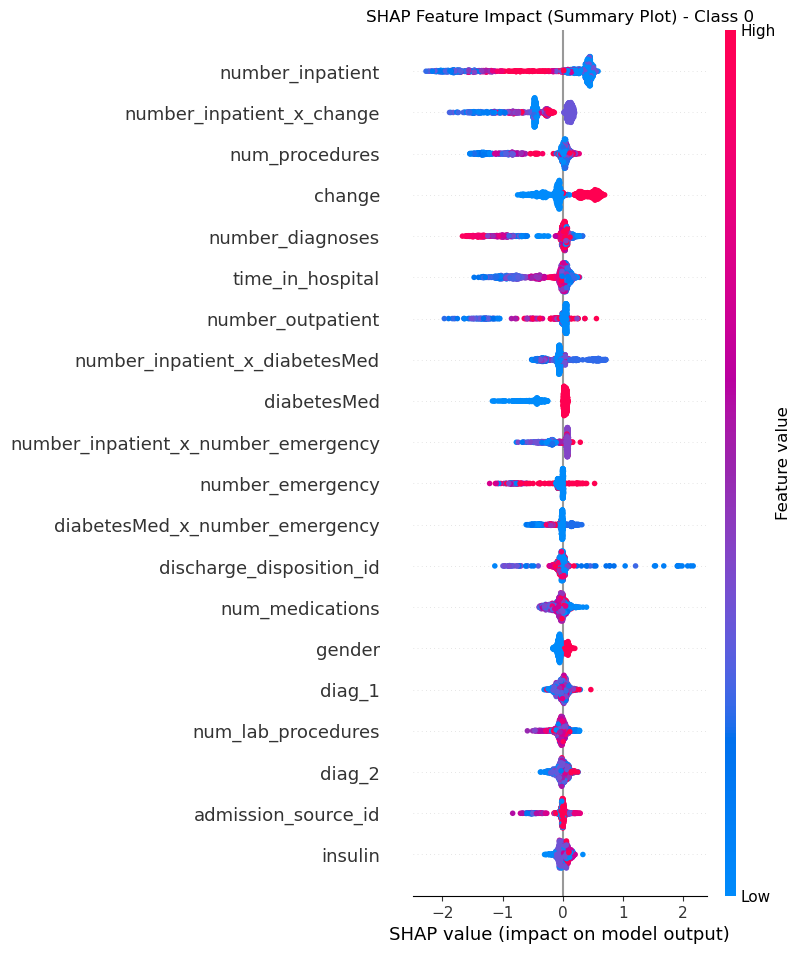 SHAP Feature Impact (Summary Plot) - Class 0
High
number_inpatient
number_inpatient_x_change
num_procedures
change
number_diagnoses
time_in_hospital
number_outpatient
number_inpatient_x_diabetesMed
diabetesMed
number_inpatient_x_number_emergency
number_emergency
diabetesMed_x_number_emergency
discharge_disposition_id
num_medications
gender
diag_1
num_lab_procedures
diag_2
admission_source_id
insulin
Feature value
Low
−2 −1 0 1 2
SHAP value (impact on model output)